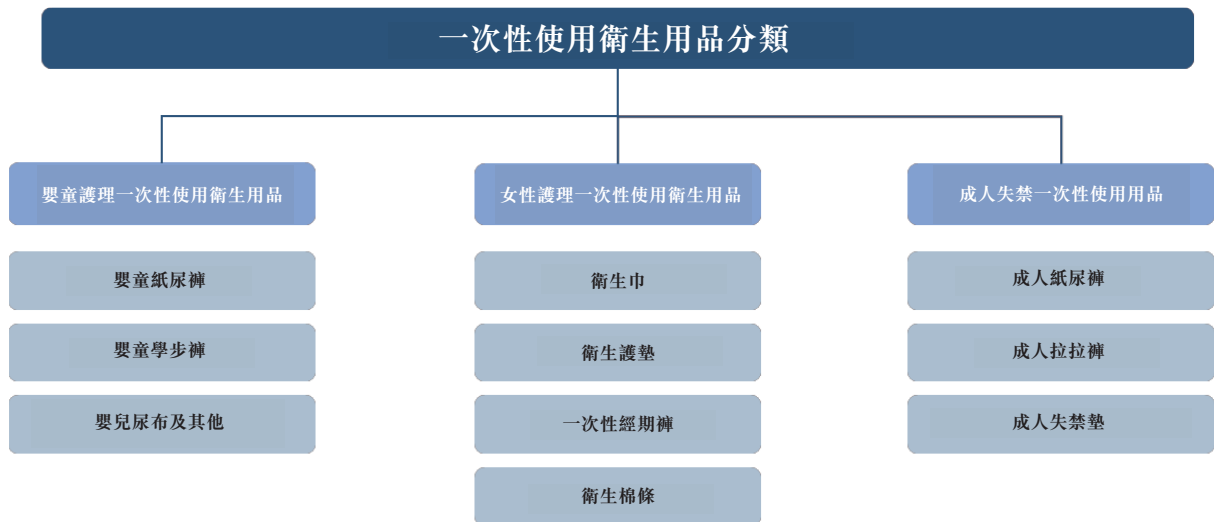 一次性使用衛生用品分類
嬰童護理一次性使用衛生用品
嬰童紙尿褲
嬰童學步褲
嬰兒尿布及其他
女性護理一次性使用衛生用品
衛生巾
衛生護墊
一次性經期褲
衛生棉條
成人失禁一次性使用用品
成人紙尿褲
成人拉拉褲
成人失禁墊